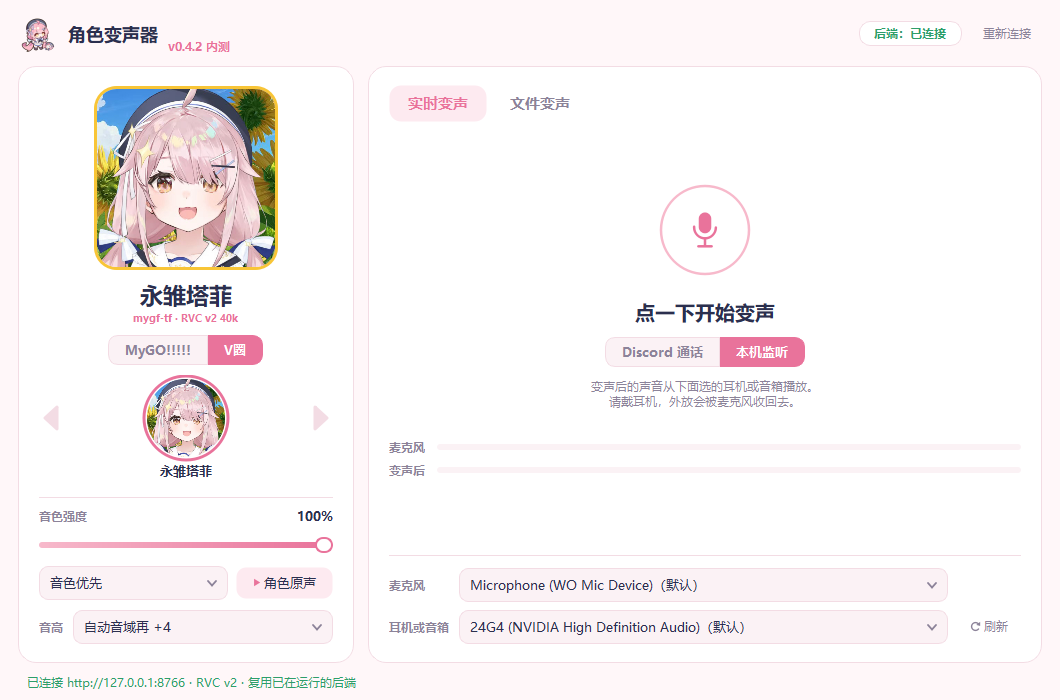 角色变声器 v0.4.2 内测
后端：已连接 重新连接
永雏塔菲
mygf-tf · RVC v2 40k
MyGO!!!!! V圈
永雏塔菲
音色强度 100%
音色优先 角色原声
音高 自动音域再 +4
实时变声 文件变声
点一下开始变声
Discord 通话 本机监听
变声后的声音从下面选的耳机或音箱播放。
请戴耳机，外放会被麦克风收回去。
麦克风
变声后
麦克风 Microphone (WO Mic Device)（默认）
耳机或音箱 24G4 (NVIDIA High Definition Audio)（默认） 刷新
已连接 http://127.0.0.1:8766 · RVC v2 · 复用已在运行的后端